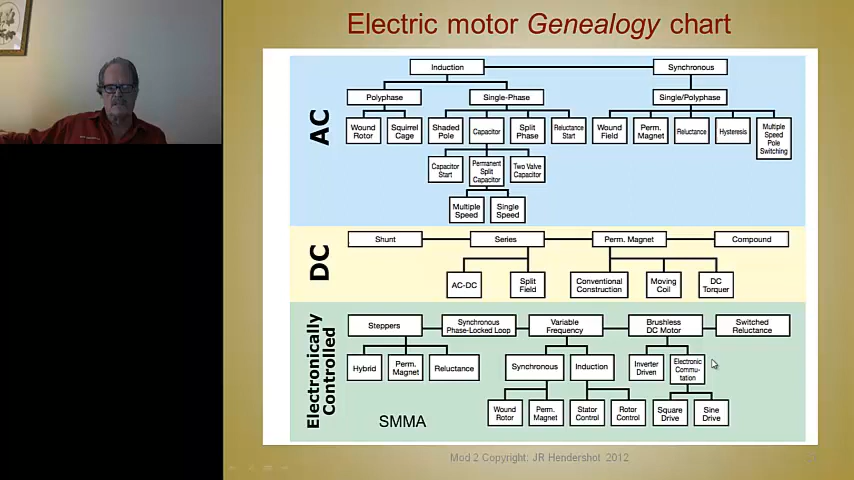 Electric motor Genealogy chart
AC
Induction
Synchronous
Polyphase
Single-Phase
Single/Polyphase
Wound
Rotor
Squirrel
Cage
Shaded
Pole
Capacitor
Split
Phase
Reluctance
Start
Wound
Field
Perm.
Magnet
Reluctance
Hysteresis
Multiple
Speed
Pole
Switching
Capacitor
Start
Permanent
Split
Capacitor
Two Valve
Capacitor
Multiple
Speed
Single
Speed
DC
Shunt
Series
Perm. Magnet
Compound
AC-DC
Split
Field
Conventional
Construction
Moving
Coil
DC
Torquer
Electronically
Controlled
Steppers
Synchronous
Phase-Locked Loop
Variable
Frequency
Brushless
DC Motor
Switched
Reluctance
Hybrid
Perm.
Magnet
Reluctance
Synchronous
Induction
Inverter
Driven
Electronic
Commu-
tation
Wound
Rotor
Perm.
Magnet
Stator
Control
Rotor
Control
Square
Drive
Sine
Drive
SMMA
Mod 2 Copyright: JR Hendershot 2012